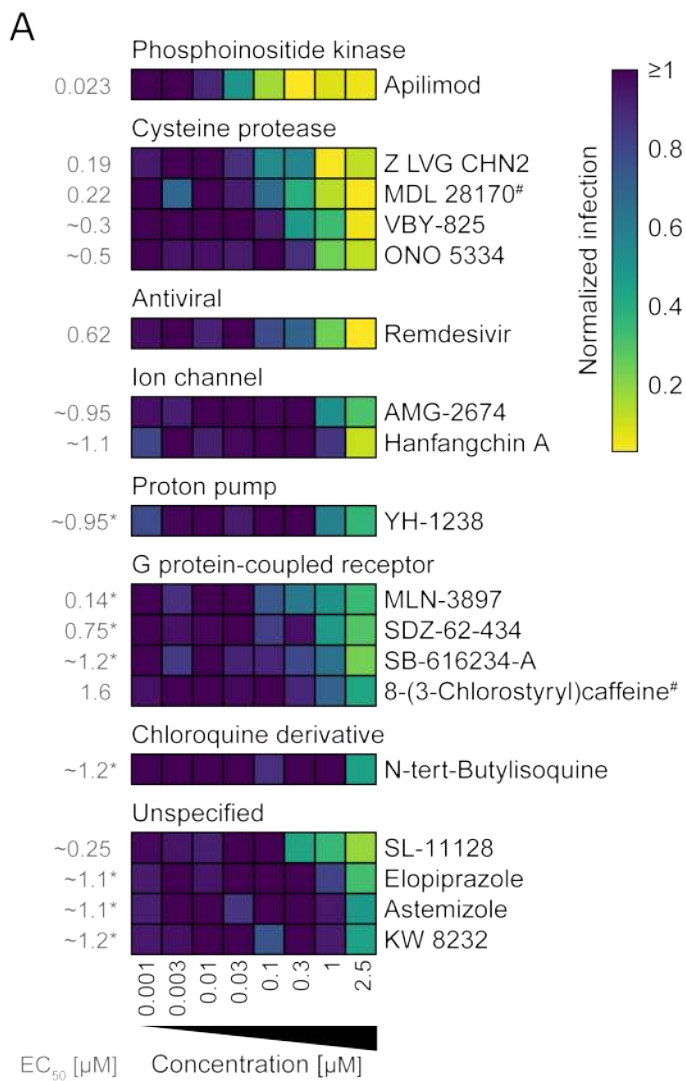 A
Phosphoinositide kinase
0.023 Apilimod
Cysteine protease
0.19 Z LVG CHN2
0.22 MDL 28170#
~0.3 VBY-825
~0.5 ONO 5334
Antiviral
0.62 Remdesivir
Ion channel
~0.95 AMG-2674
~1.1 Hanfangchin A
Proton pump
~0.95* YH-1238
G protein-coupled receptor
0.14* MLN-3897
0.75* SDZ-62-434
~1.2* SB-616234-A
1.6 8-(3-Chlorostyryl)caffeine#
Chloroquine derivative
~1.2* N-tert-Butylisoquine
Unspecified
~0.25 SL-11128
~1.1* Elopiprazole
~1.1* Astemizole
~1.2* KW 8232
0.001 0.003 0.01 0.03 0.1 0.3 1 2.5
EC50 [µM] Concentration [µM]
Normalized infection
≥1
0.8
0.6
0.4
0.2